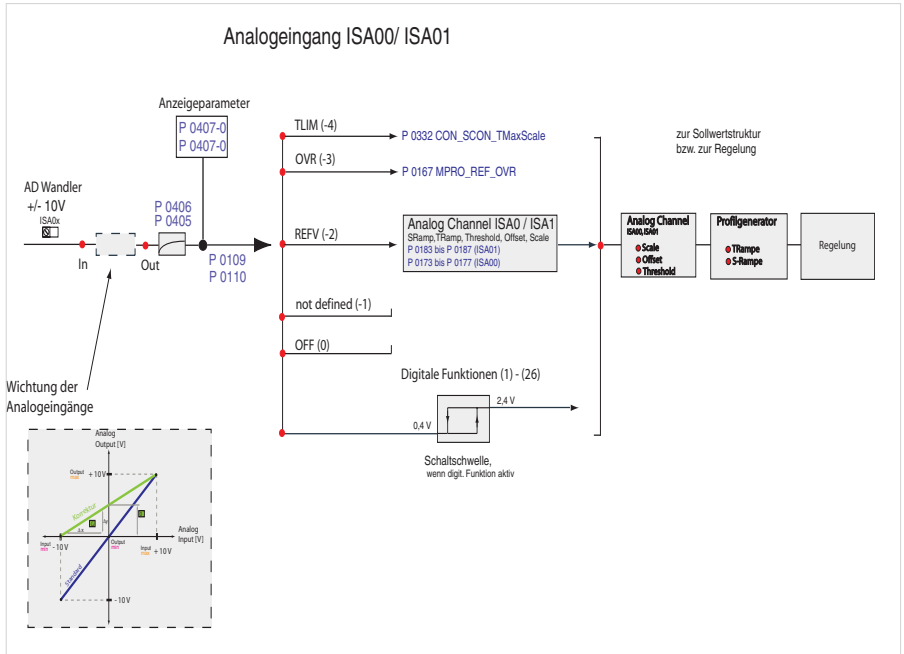 Analogeingang ISA00/ ISA01
Anzeigeparameter
P 0407-0
P 0407-0
AD Wandler
+/- 10V
ISA0x
In
Out
P 0406
P 0405
P 0109
P 0110
TLIM (-4)
P 0332 CON_SCON_TMaxScale
OVR (-3)
P 0167 MPRO_REF_OVR
REFV (-2)
Analog Channel ISA0 / ISA1
SRamp,TRamp, Threshold, Offset, Scale
P 0183 bis P 0187 (ISA01)
P 0173 bis P 0177 (ISA00)
not defined (-1)
OFF (0)
Digitale Funktionen (1) - (26)
0,4 V
2,4 V
Schaltschwelle,
wenn digit. Funktion aktiv
zur Sollwertstruktur
bzw. zur Regelung
Analog Channel
ISA00,ISA01
Scale
Offset
Threshold
Profilgenerator
TRampe
S-Rampe
Regelung
Wichtung der
Analogeingänge
Analog
Output [V]
Output
max
+ 10 V
Korrektur
Δx
Δy
Analog
Input [V]
Input
min
- 10 V
Output
min
Input
max
+ 10 V
Standard
- 10 V